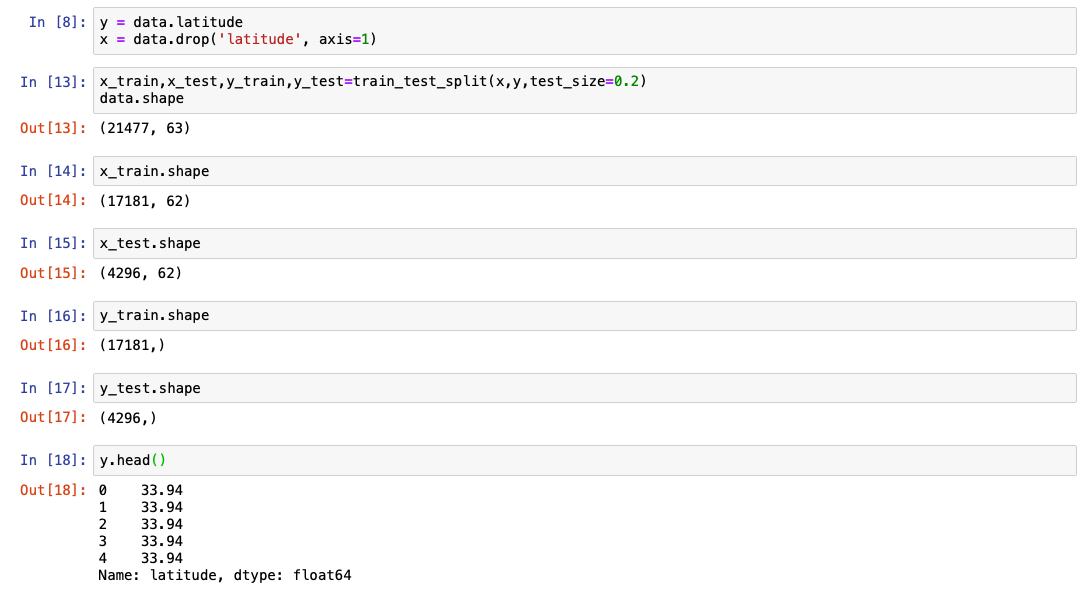 In [8]: y = data.latitude
x = data.drop('latitude', axis=1)
In [13]: x_train,x_test,y_train,y_test=train_test_split(x,y,test_size=0.2)
data.shape
Out[13]: (21477, 63)
In [14]: x_train.shape
Out[14]: (17181, 62)
In [15]: x_test.shape
Out[15]: (4296, 62)
In [16]: y_train.shape
Out[16]: (17181,)
In [17]: y_test.shape
Out[17]: (4296,)
In [18]: y.head()
Out[18]: 0    33.94
1    33.94
2    33.94
3    33.94
4    33.94
Name: latitude, dtype: float64